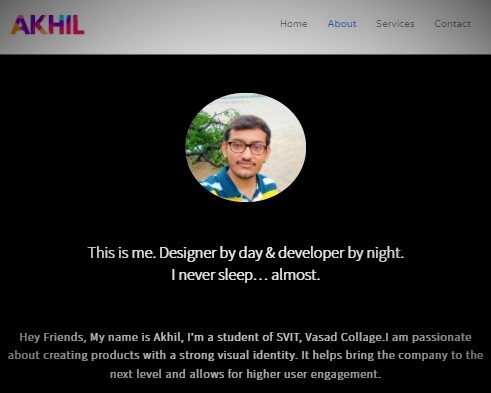 AKHIL
Home About Services Contact
This is me. Designer by day & developer by night.
I never sleep… almost.
Hey Friends, My name is Akhil, I'm a student of SVIT, Vasad Collage.I am passionate
about creating products with a strong visual identity. It helps bring the company to the
next level and allows for higher user engagement.